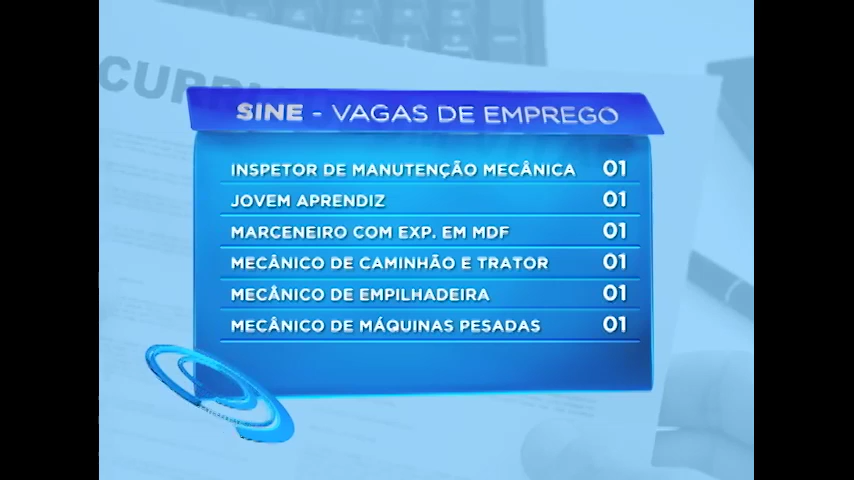 CURRI
SINE - VAGAS DE EMPREGO
INSPETOR DE MANUTENÇÃO MECÂNICA 01
JOVEM APRENDIZ 01
MARCENEIRO COM EXP. EM MDF 01
MECÂNICO DE CAMINHÃO E TRATOR 01
MECÂNICO DE EMPILHADEIRA 01
MECÂNICO DE MÁQUINAS PESADAS 01